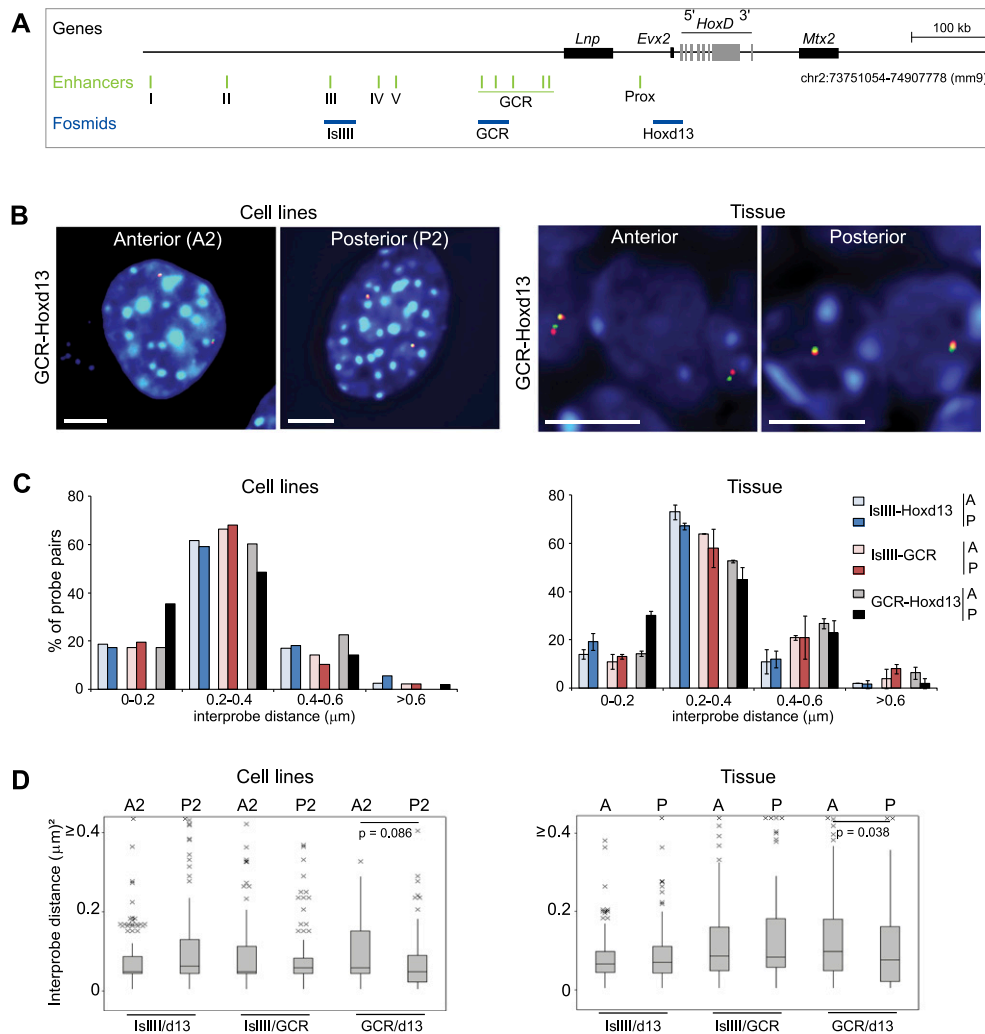 A
Genes
5' HoxD 3'
Lnp Evx2 Mtx2
100 kb
chr2:73751054-74907778 (mm9)
Enhancers
I II III IV V GCR Prox
Fosmids
IsIIII GCR Hoxd13
B
Cell lines Tissue
GCR-Hoxd13
Anterior (A2) Posterior (P2)
GCR-Hoxd13
Anterior Posterior
C
Cell lines
% of probe pairs
80
60
40
20
0
0–0.2 0.2–0.4 0.4–0.6 >0.6
interprobe distance (μm)
Tissue
80
60
40
20
0
0–0.2 0.2–0.4 0.4–0.6 >0.6
interprobe distance (μm)
IsIIII-Hoxd13 A P
IsIIII-GCR A P
GCR-Hoxd13 A P
D
Cell lines
A2 P2 A2 P2 A2 P2
p = 0.086
Interprobe distance (μm)²
≥0.4
0.2
0
IsIIII/d13 IsIIII/GCR GCR/d13
Tissue
A P A P A P
p = 0.038
≥0.4
0.2
0
IsIIII/d13 IsIIII/GCR GCR/d13